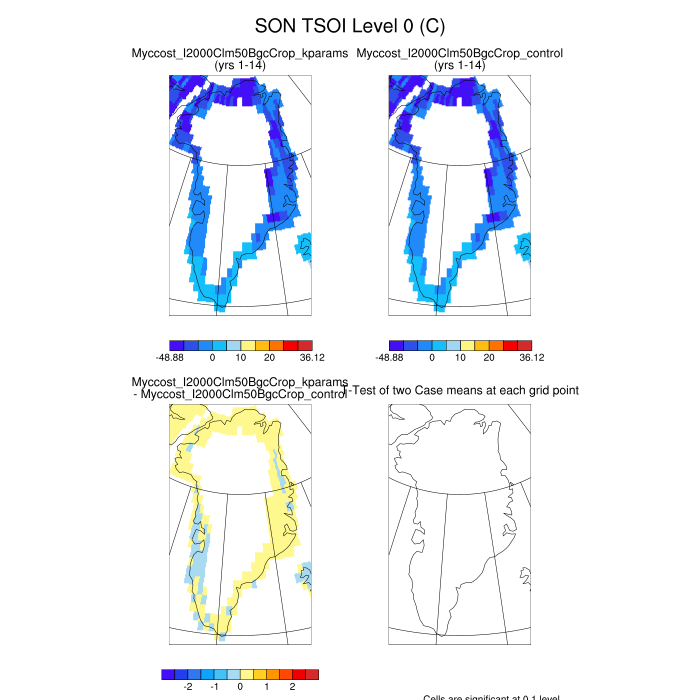 SON TSOI Level 0 (C)
Myccost_I2000Clm50BgcCrop_kparams
(yrs 1-14)
Myccost_I2000Clm50BgcCrop_control
(yrs 1-14)
-48.88 0 10 20 36.12
-48.88 0 10 20 36.12
Myccost_I2000Clm50BgcCrop_kparams
- Myccost_I2000Clm50BgcCrop_control
T-Test of two Case means at each grid point
-2 -1 0 1 2
Cells are significant at 0.1 level